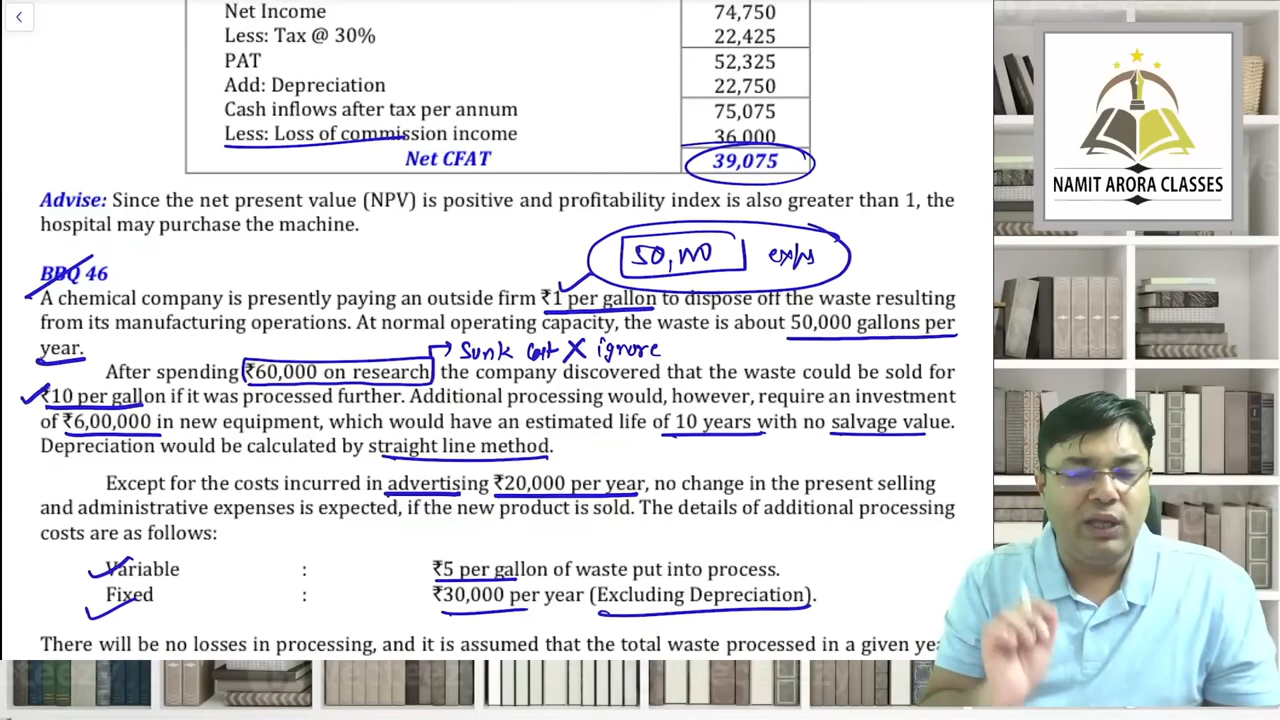 Net Income 74,750
Less: Tax @ 30% 22,425
PAT 52,325
Add: Depreciation 22,750
Cash inflows after tax per annum 75,075
Less: Loss of commission income 36,000
Net CFAT 39,075
Advise: Since the net present value (NPV) is positive and profitability index is also greater than 1, the
hospital may purchase the machine.
BBQ 46
A chemical company is presently paying an outside firm ₹1 per gallon to dispose off the waste resulting
from its manufacturing operations. At normal operating capacity, the waste is about 50,000 gallons per
year.
Sunk cost X ignore
After spending ₹60,000 on research, the company discovered that the waste could be sold for
₹10 per gallon if it was processed further. Additional processing would, however, require an investment
of ₹6,00,000 in new equipment, which would have an estimated life of 10 years with no salvage value.
Depreciation would be calculated by straight line method.
Except for the costs incurred in advertising ₹20,000 per year, no change in the present selling
and administrative expenses is expected, if the new product is sold. The details of additional processing
costs are as follows:
Variable : ₹5 per gallon of waste put into process.
Fixed : ₹30,000 per year (Excluding Depreciation).
There will be no losses in processing, and it is assumed that the total waste processed in a given
NAMIT ARORA CLASSES